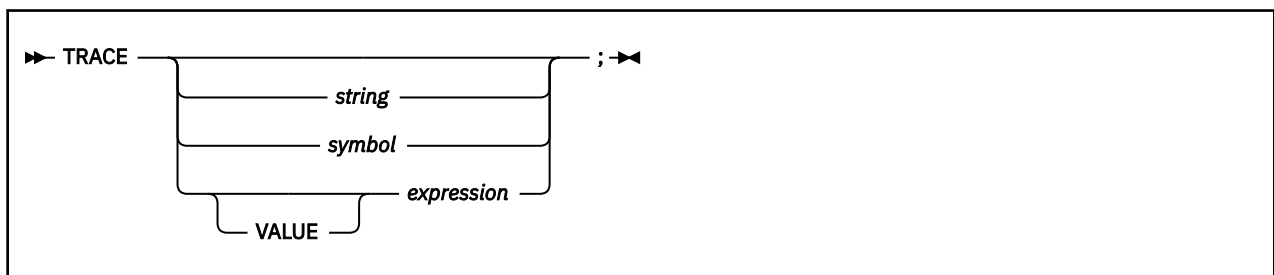 TRACE ;
string
symbol
expression
VALUE